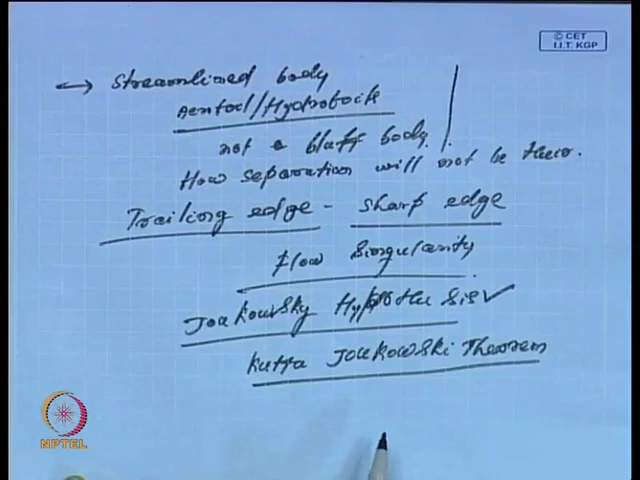 © CET
I.I.T. KGP
→ Streamlined body
Aerofoil/Hydrofoils
not a bluff body.
Flow separation will not be there.
Trailing edge - sharp edge
Flow Singularity
Joukowsky Hypothesis ✓
Kutta Joukowski Theorem
NPTEL